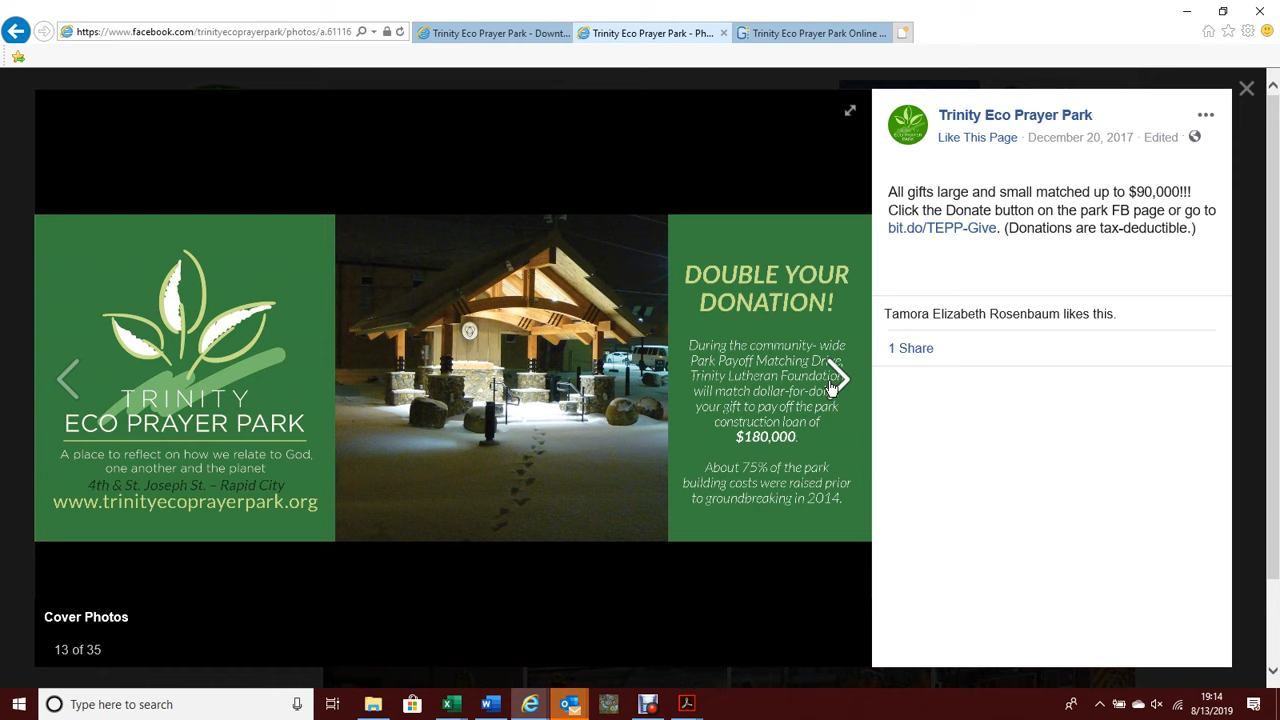 https://www.facebook.com/trinityecoprayerpark/photos/a.61116
Trinity Eco Prayer Park - Downt...
Trinity Eco Prayer Park - Ph...
Trinity Eco Prayer Park Online ...
Trinity Eco Prayer Park
Like This Page · December 20, 2017 · Edited ·
All gifts large and small matched up to $90,000!!!
Click the Donate button on the park FB page or go to
bit.do/TEPP-Give. (Donations are tax-deductible.)
Tamora Elizabeth Rosenbaum likes this.
1 Share
TRINITY
ECO PRAYER PARK
A place to reflect on how we relate to God,
one another and the planet
4th & St. Joseph St. – Rapid City
www.trinityecoprayerpark.org
DOUBLE YOUR
DONATION!
During the community- wide
Park Payoff Matching Drive,
Trinity Lutheran Foundation
will match dollar-for-dollar
your gift to pay off the park
construction loan of
$180,000.
About 75% of the park
building costs were raised prior
to groundbreaking in 2014.
Cover Photos
13 of 35
Type here to search
19:14
8/13/2019